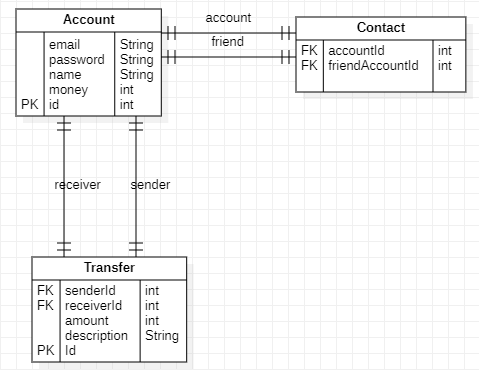 Account
email String
password String
name String
money int
PK id int
account
friend
Contact
FK accountId int
FK friendAccountId int
receiver
sender
Transfer
FK senderId int
FK receiverId int
amount int
description String
PK Id int